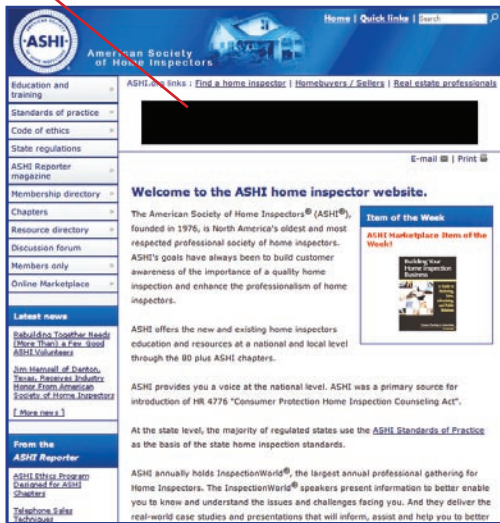 Home | Quick links | Search
AMERICAN SOCIETY
OF HOME INSPECTORS
·ASHI·
American Society
of Home Inspectors
ASHI.org links : Find a home inspector | Homebuyers / Sellers | Real estate professionals
E-mail | Print
Education and
training
Standards of practice
Code of ethics
State regulations
ASHI Reporter
magazine
Membership directory
Chapters
Resource directory
Discussion forum
Members only
Online Marketplace
Latest news
Rebuilding Together Needs
(More Than) a Few Good
ASHI Volunteers
Jim Hemsell of Denton,
Texas, Receives Industry
Honor From American
Society of Home Inspectors
[ More news ]
From the
ASHI Reporter
ASHI Ethics Program
Designed for ASHI
Chapters
Telephone Sales
Techniques
Welcome to the ASHI home inspector website.
The American Society of Home Inspectors® (ASHI®),
founded in 1976, is North America's oldest and most
respected professional society of home inspectors.
ASHI's goals have always been to build customer
awareness of the importance of a quality home
inspection and enhance the professionalism of home
inspectors.
ASHI offers the new and existing home inspectors
education and resources at a national and local level
through the 80 plus ASHI chapters.
Item of the Week
ASHI Marketplace Item of the
Week!
Building Your
Home Inspection
Business
ASHI provides you a voice at the national level. ASHI was a primary source for
introduction of HR 4776 "Consumer Protection Home Inspection Counseling Act".
At the state level, the majority of regulated states use the ASHI Standards of Practice
as the basis of the state home inspection standards.
ASHI annually holds InspectionWorld®, the largest annual professional gathering for
Home Inspectors. The InspectionWorld® speakers present information to better enable
you to know and understand the issues and challenges facing you. And they deliver the
real-world case studies and presentations that will inform, assist and help you to better